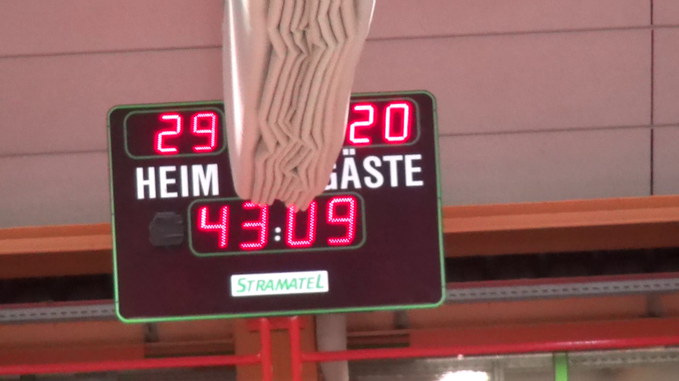 29 20
HEIM GÄSTE
43:09
STRAMATEL